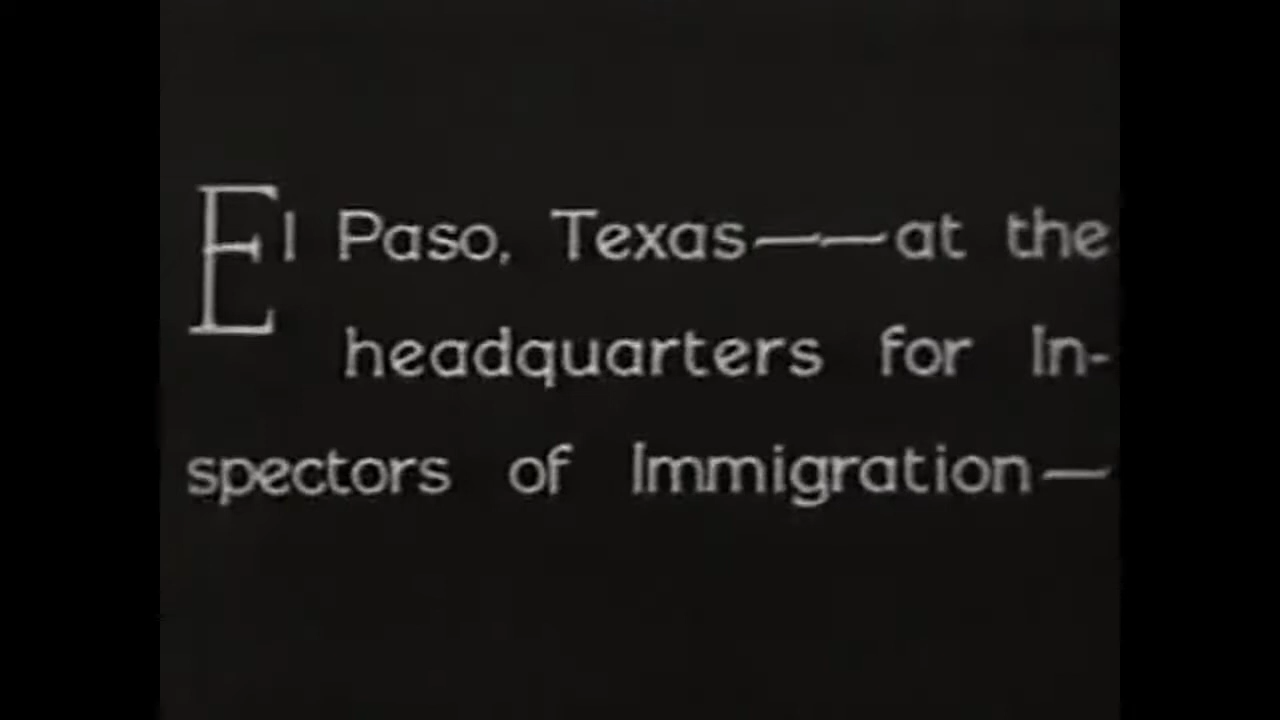 El Paso, Texas——at the
headquarters for In-
spectors of Immigration—